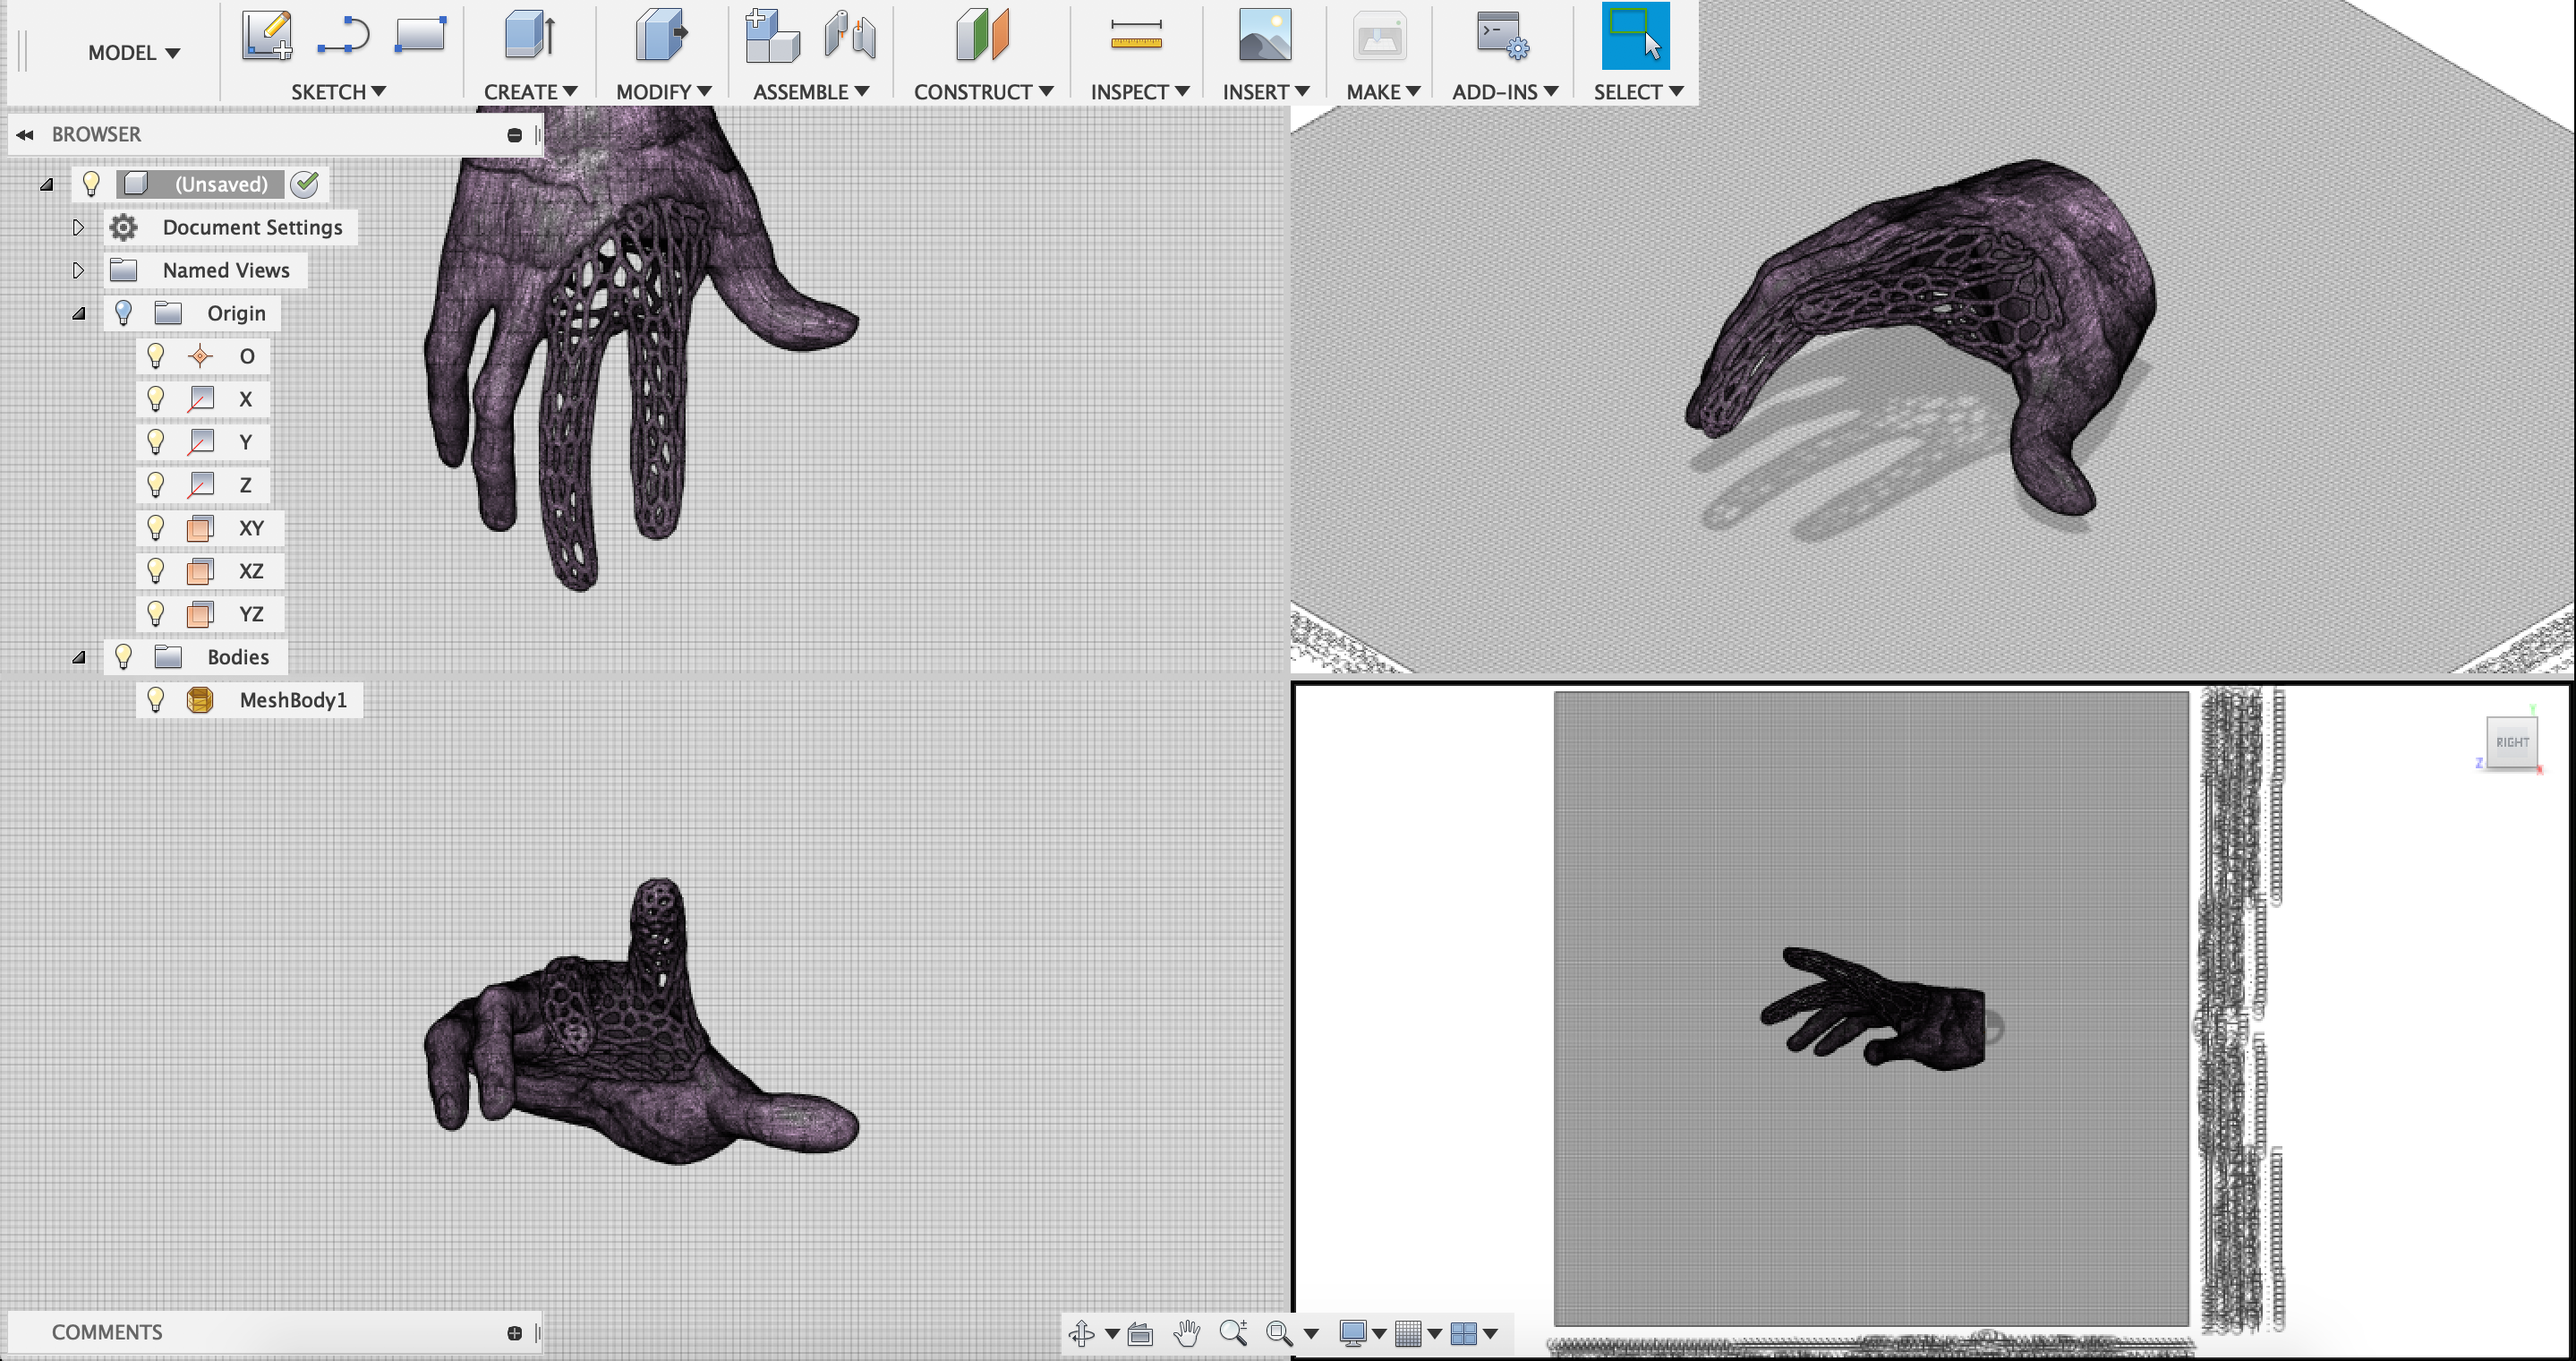 MODEL
SKETCH
CREATE
MODIFY
ASSEMBLE
CONSTRUCT
INSPECT
INSERT
MAKE
ADD-INS
SELECT
BROWSER
(Unsaved)
Document Settings
Named Views
Origin
O
X
Y
Z
XY
XZ
YZ
Bodies
MeshBody1
Y
RIGHT
Z
X
COMMENTS